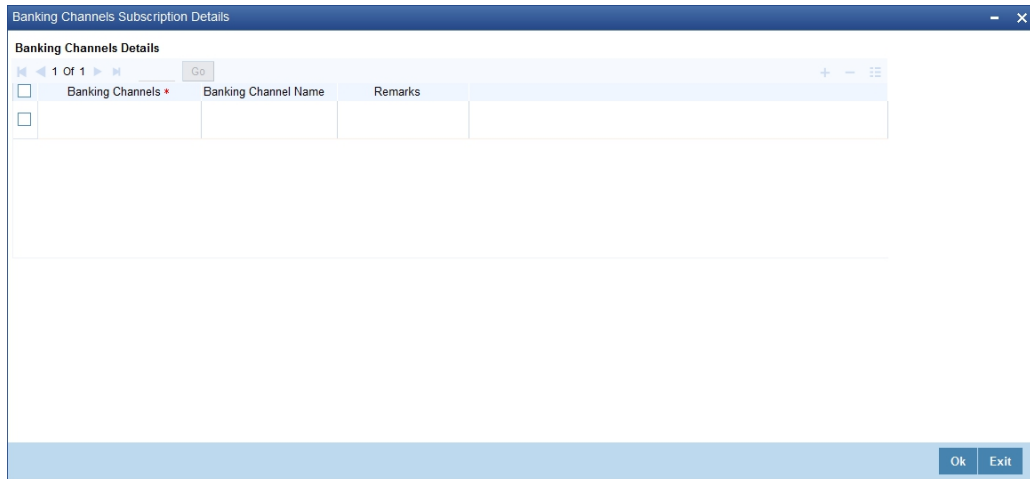 Banking Channels Subscription Details
Banking Channels Details
1 Of 1 Go
Banking Channels * Banking Channel Name Remarks
Ok Exit